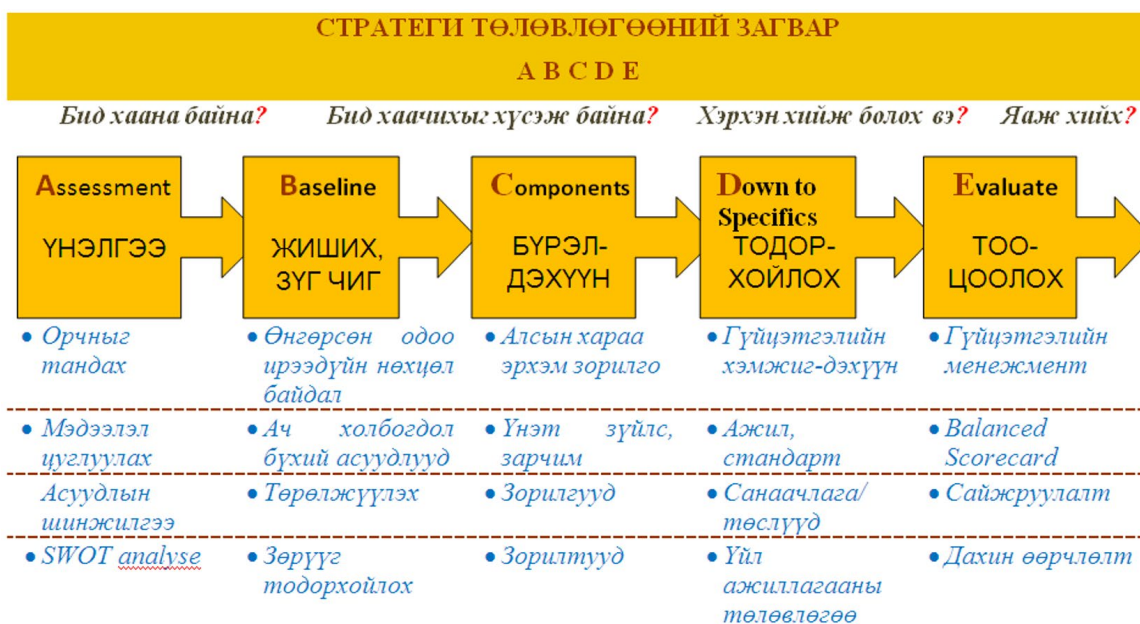 СТРАТЕГИ ТӨЛӨВЛӨГӨӨНИЙ ЗАГВАР
A B C D E
Бид хаана байна?
Бид хаачихыг хүсэж байна?
Хэрхэн хийж болох вэ?
Яаж хийх?
Assessment
ҮНЭЛГЭЭ
Baseline
ЖИШИХ,
ЗҮГ ЧИГ
Components
БҮРЭЛ-
ДЭХҮҮН
Down to
Specifics
ТОДОР-
ХОЙЛОХ
Evaluate
ТОО-
ЦООЛОХ
• Орчныг
тандах
• Өнгөрсөн одоо
ирээдүйн нөхцөл
байдал
• Алсын хараа
эрхэм зорилго
• Гүйцэтгэлийн
хэмжиг-дэхүүн
• Гүйцэтгэлийн
менежмент
• Мэдээлэл
цуглуулах
• Ач холбогдол
бүхий асуудлууд
• Үнэт зүйлс,
зарчим
• Ажил,
стандарт
• Balanced
Scorecard
Асуудлын
шинжилгээ
• Төрөлжүүлэх
• Зорилгууд
• Санаачлага/
төслүүд
• Сайжруулалт
• SWOT analyse
• Зөрүүг
тодорхойлох
• Зорилтууд
• Үйл
ажиллагааны
төлөвлөгөө
• Дахин өөрчлөлт